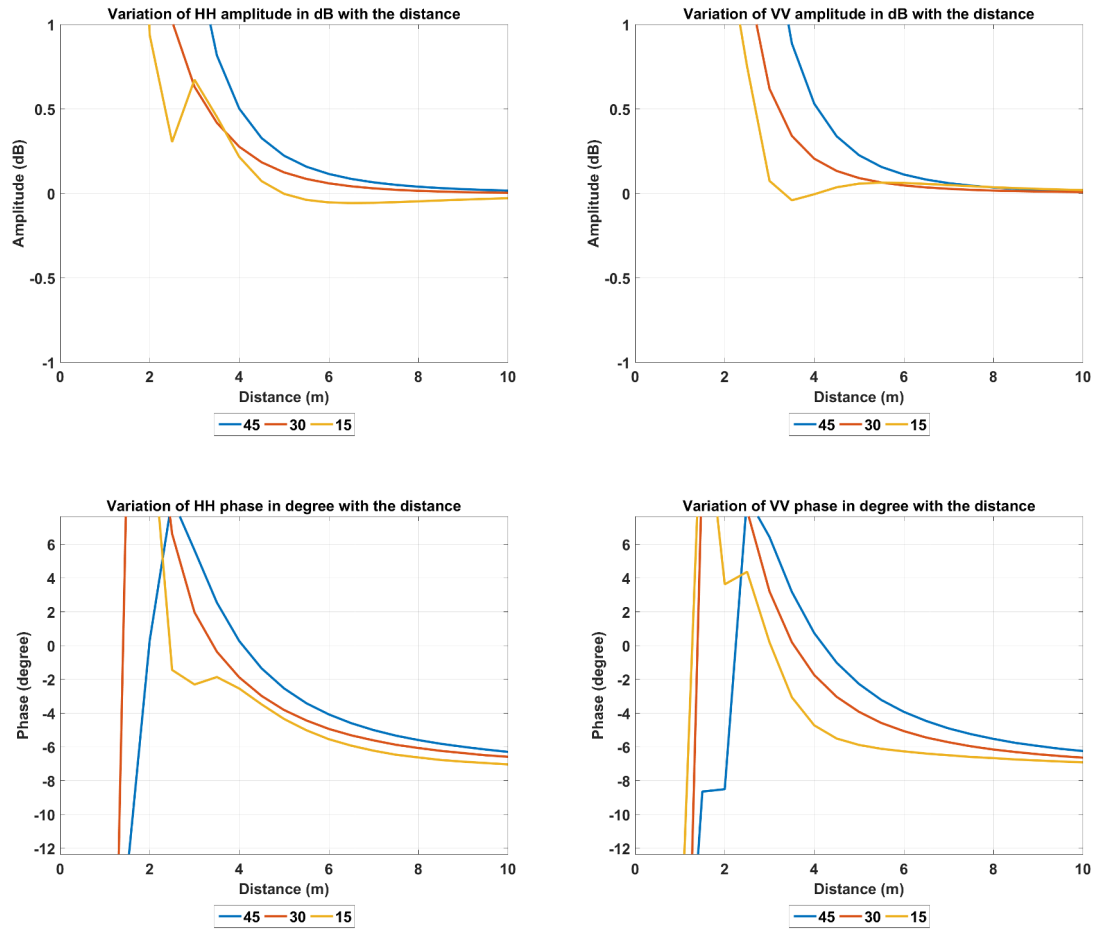 Variation of HH amplitude in dB with the distance
1
0.5
0
-0.5
-1
Amplitude (dB)
0 2 4 6 8 10
Distance (m)
45 30 15
Variation of VV amplitude in dB with the distance
1
0.5
0
-0.5
-1
Amplitude (dB)
0 2 4 6 8 10
Distance (m)
45 30 15
Variation of HH phase in degree with the distance
6
4
2
0
-2
-4
-6
-8
-10
-12
Phase (degree)
0 2 4 6 8 10
Distance (m)
45 30 15
Variation of VV phase in degree with the distance
6
4
2
0
-2
-4
-6
-8
-10
-12
Phase (degree)
0 2 4 6 8 10
Distance (m)
45 30 15